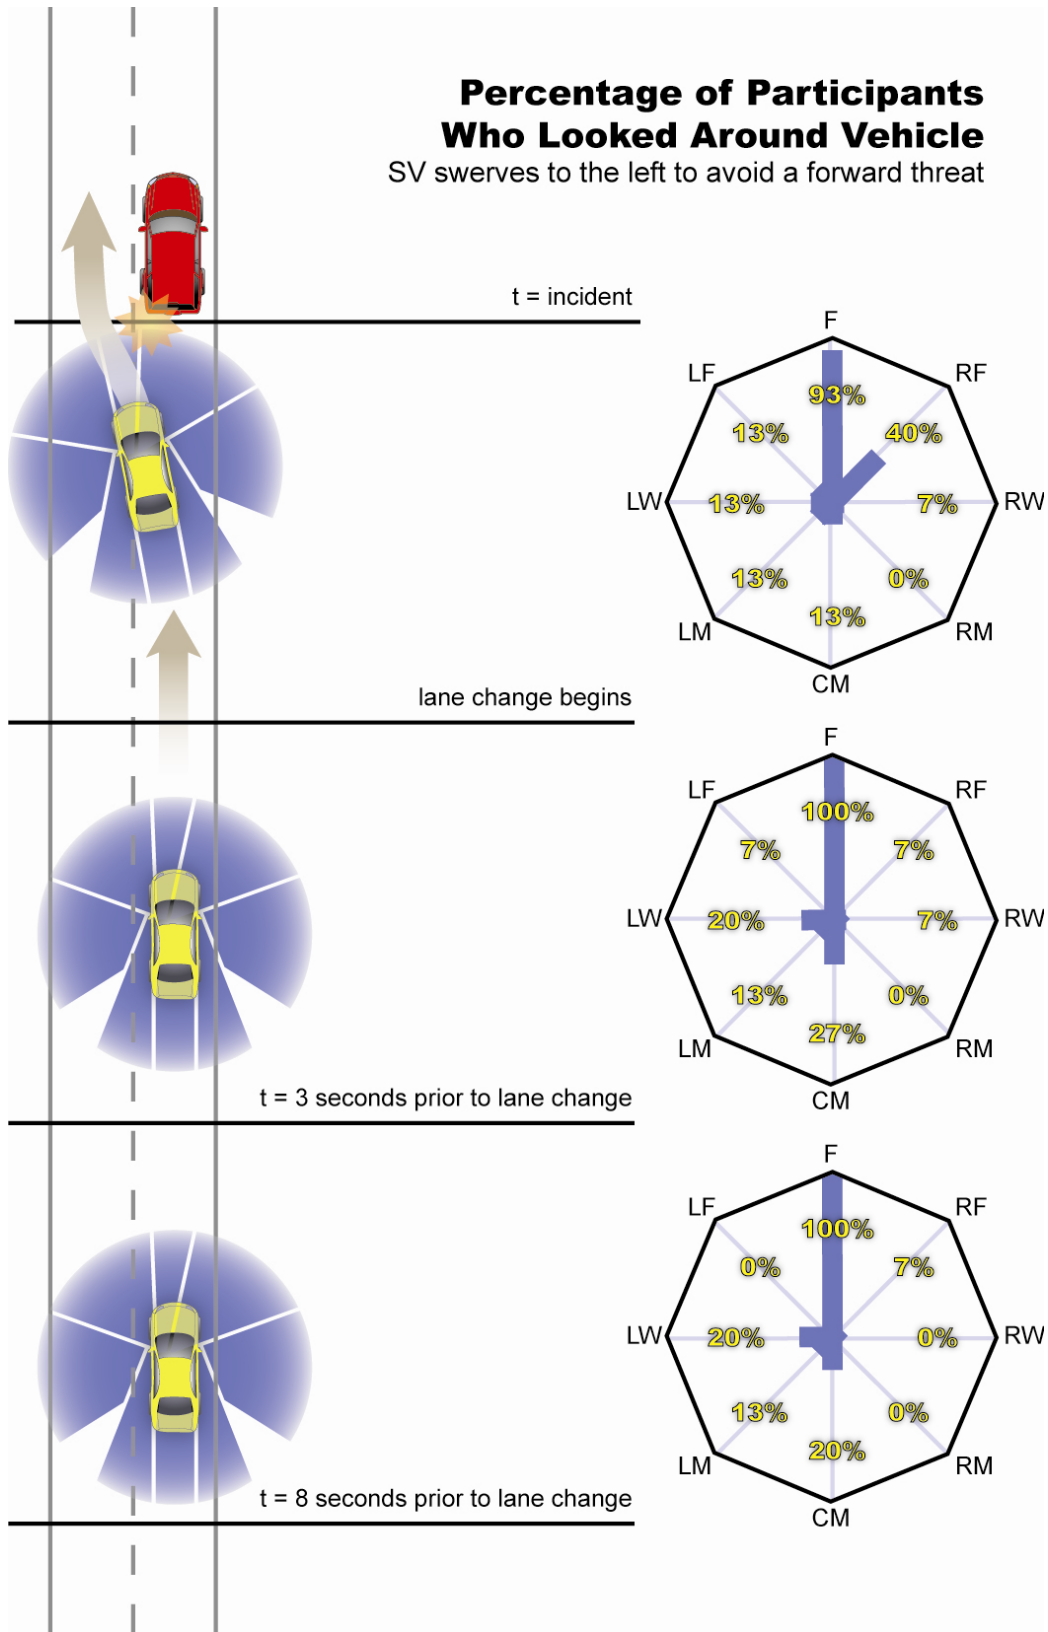 Percentage of Participants
Who Looked Around Vehicle
SV swerves to the left to avoid a forward threat
t = incident
F
LF
RF
93%
13%
40%
LW
13%
7%
RW
13%
0%
13%
LM
RM
CM
lane change begins
F
LF
RF
100%
7%
7%
LW
20%
7%
RW
13%
0%
27%
LM
RM
CM
t = 3 seconds prior to lane change
F
LF
RF
100%
0%
7%
LW
20%
0%
RW
13%
0%
20%
LM
RM
CM
t = 8 seconds prior to lane change